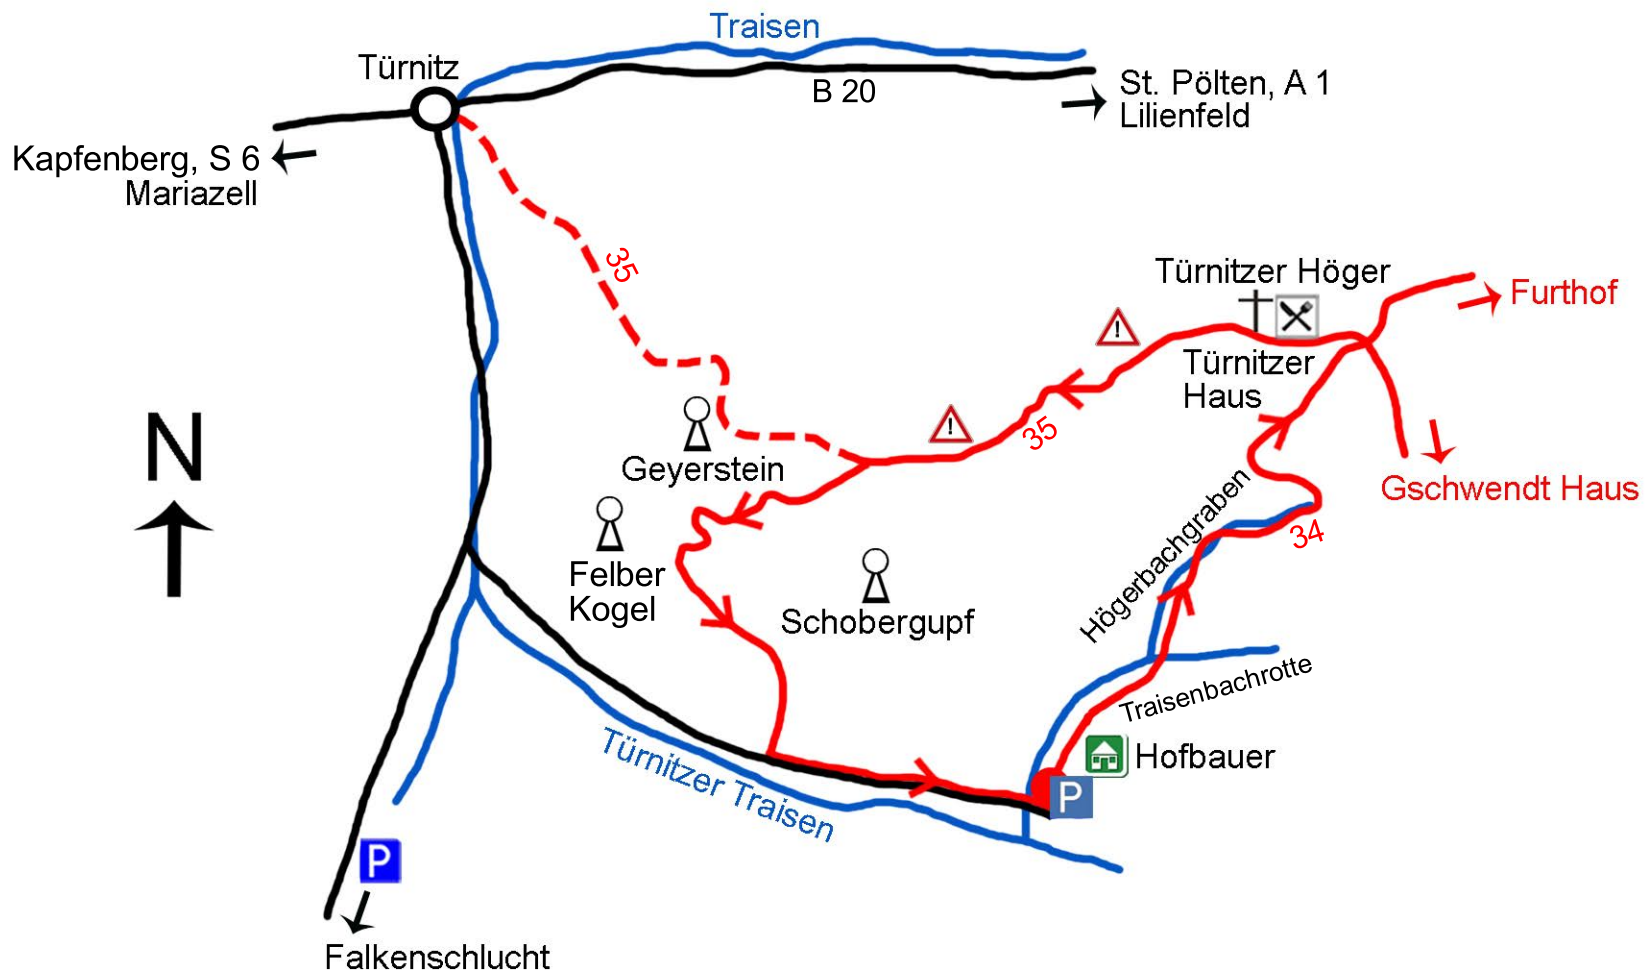 Traisen
Türnitz
B 20
St. Pölten, A 1
Lilienfeld
Kapfenberg, S 6
Mariazell
35
Türnitzer Höger
Furthof
!
Türnitzer
Haus
!
35
Geyerstein
N
Gschwendt Haus
Högerbachgraben
34
Felber
Kogel
Schobergupf
Traisenbachrotte
Türnitzer Traisen
Hofbauer
P
P
Falkenschlucht